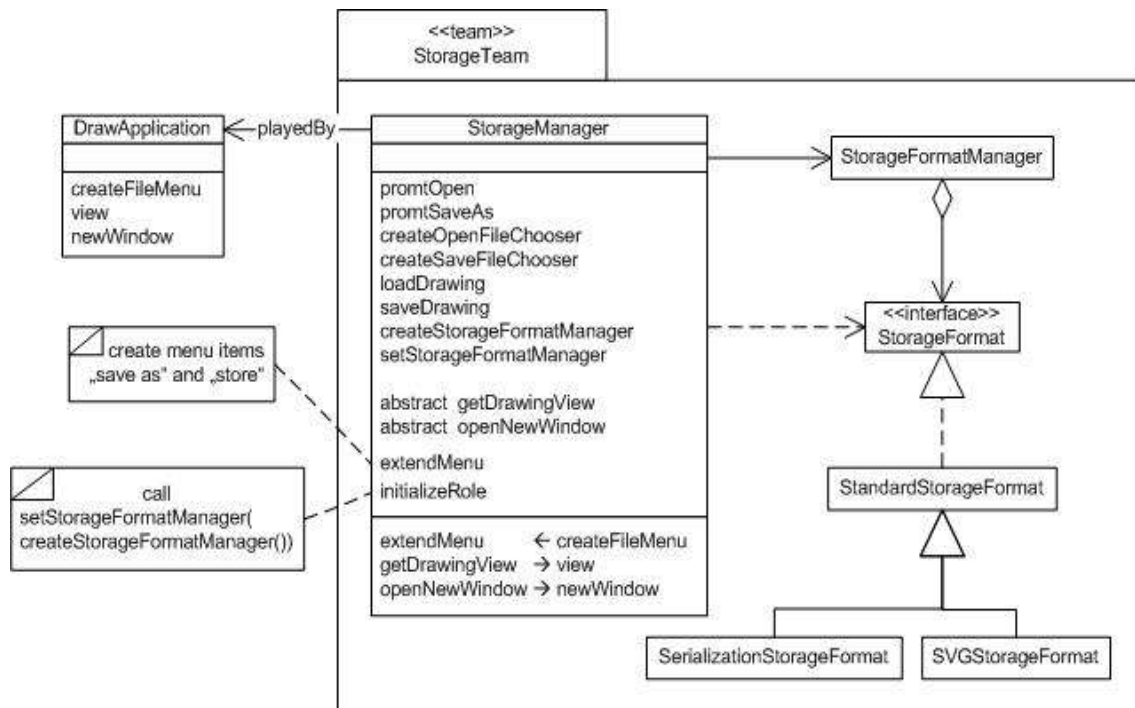 <<team>>
StorageTeam
DrawApplication
playedBy
StorageManager
StorageFormatManager
createFileMenu
view
newWindow
promtOpen
promtSaveAs
createOpenFileChooser
createSaveFileChooser
loadDrawing
saveDrawing
createStorageFormatManager
setStorageFormatManager
abstract getDrawingView
abstract openNewWindow
extendMenu
initializeRole
extendMenu ← createFileMenu
getDrawingView → view
openNewWindow → newWindow
create menu items
„save as" and „store"
call
setStorageFormatManager(
createStorageFormatManager())
<<interface>>
StorageFormat
StandardStorageFormat
SerializationStorageFormat
SVGStorageFormat